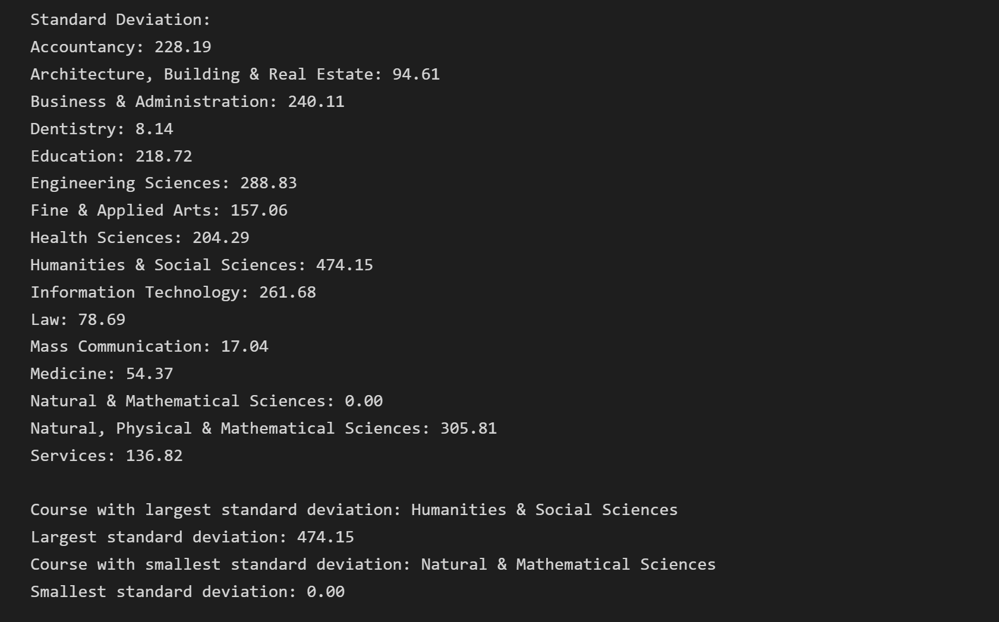 Standard Deviation:
Accountancy: 228.19
Architecture, Building & Real Estate: 94.61
Business & Administration: 240.11
Dentistry: 8.14
Education: 218.72
Engineering Sciences: 288.83
Fine & Applied Arts: 157.06
Health Sciences: 204.29
Humanities & Social Sciences: 474.15
Information Technology: 261.68
Law: 78.69
Mass Communication: 17.04
Medicine: 54.37
Natural & Mathematical Sciences: 0.00
Natural, Physical & Mathematical Sciences: 305.81
Services: 136.82
Course with largest standard deviation: Humanities & Social Sciences
Largest standard deviation: 474.15
Course with smallest standard deviation: Natural & Mathematical Sciences
Smallest standard deviation: 0.00